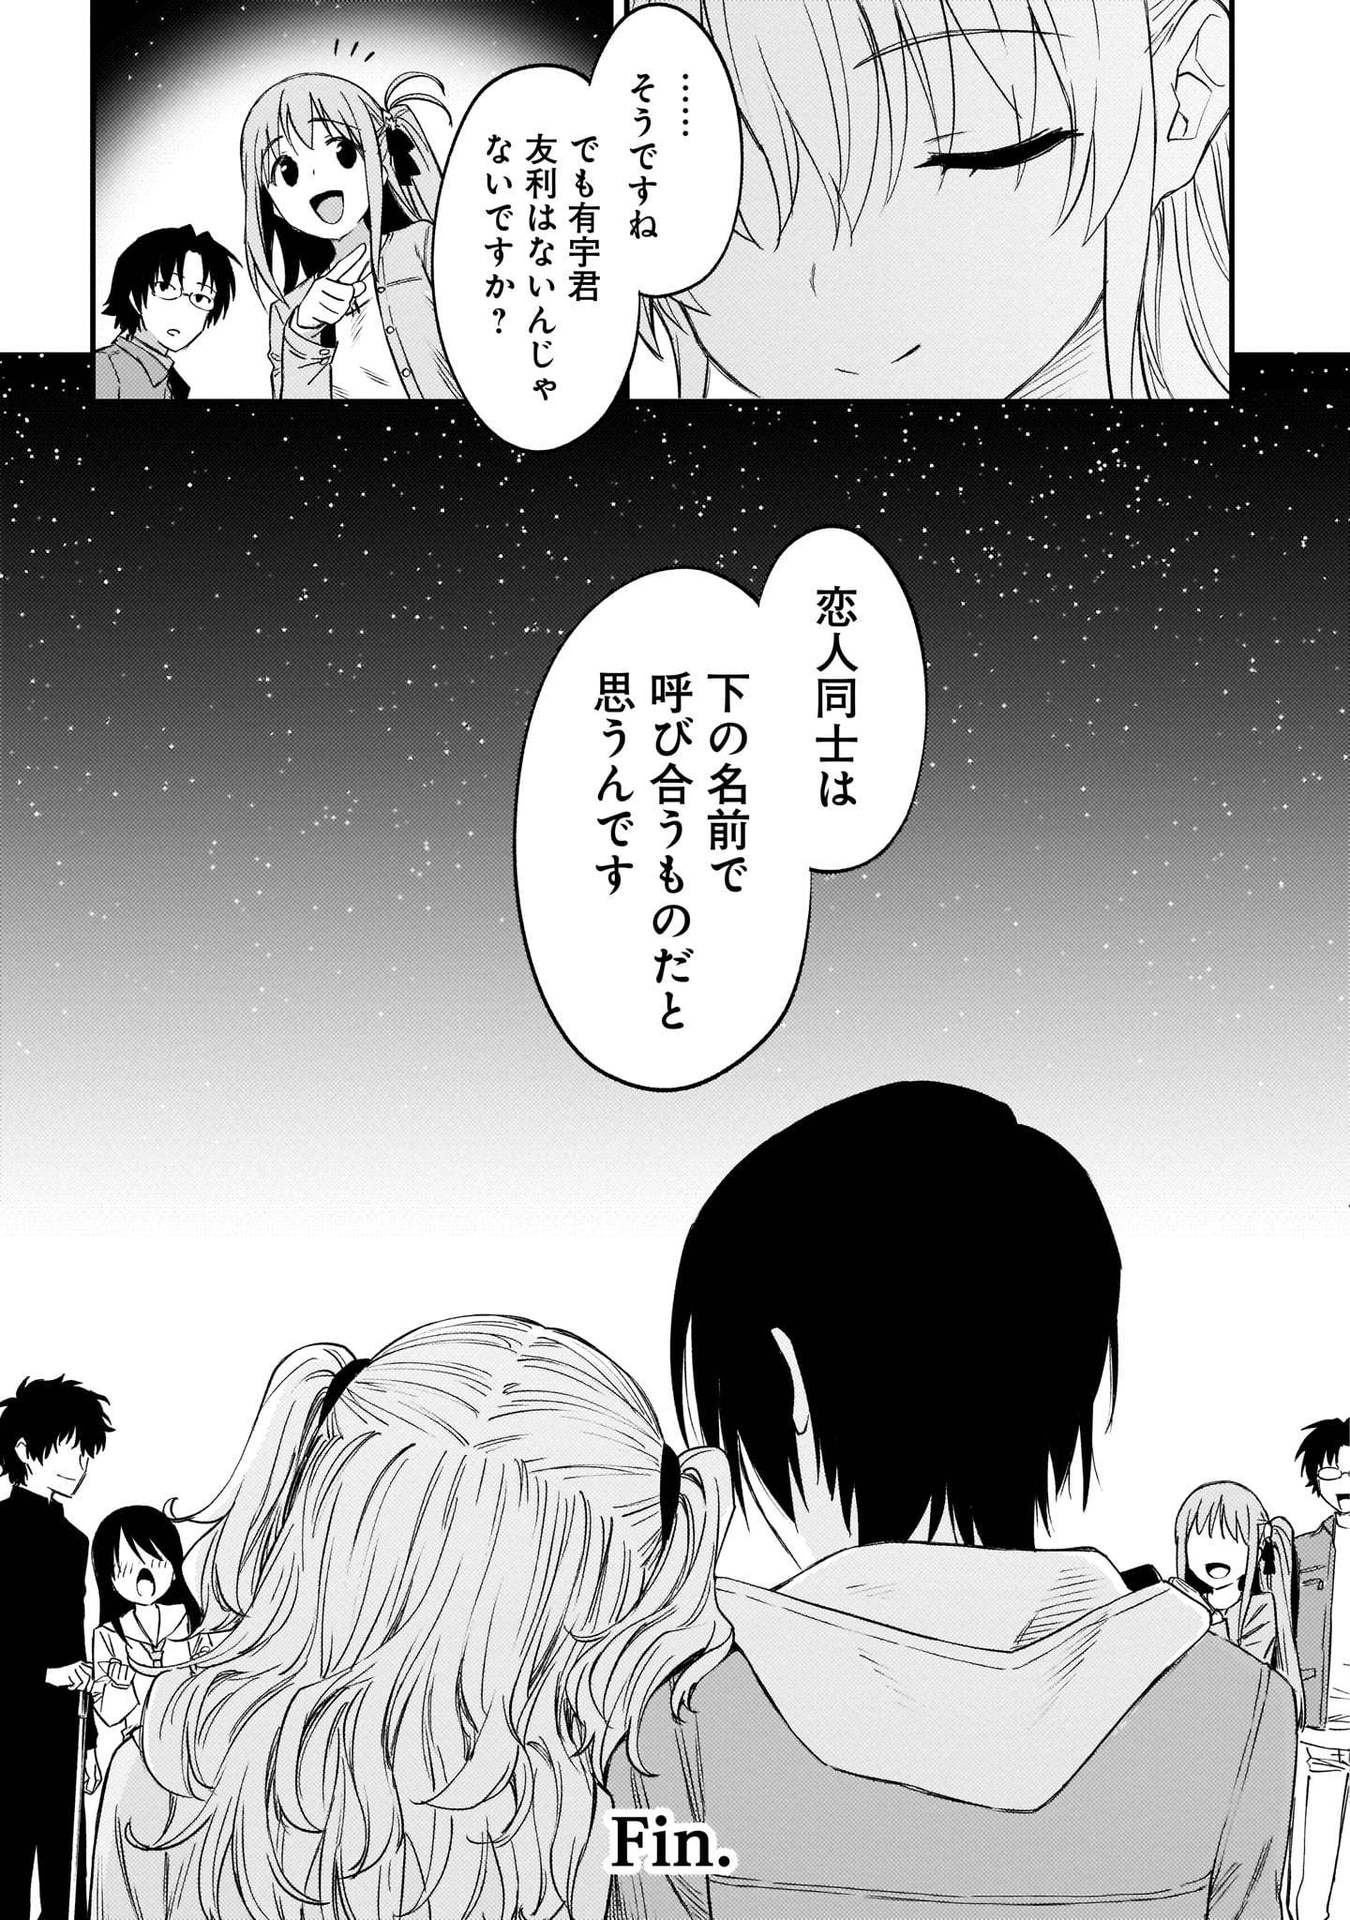 ……
そうですね
でも有宇君
友利はないんじゃ
ないですか?
恋人同士は
下の名前で
呼び合うものだと
思うんです
Fin.